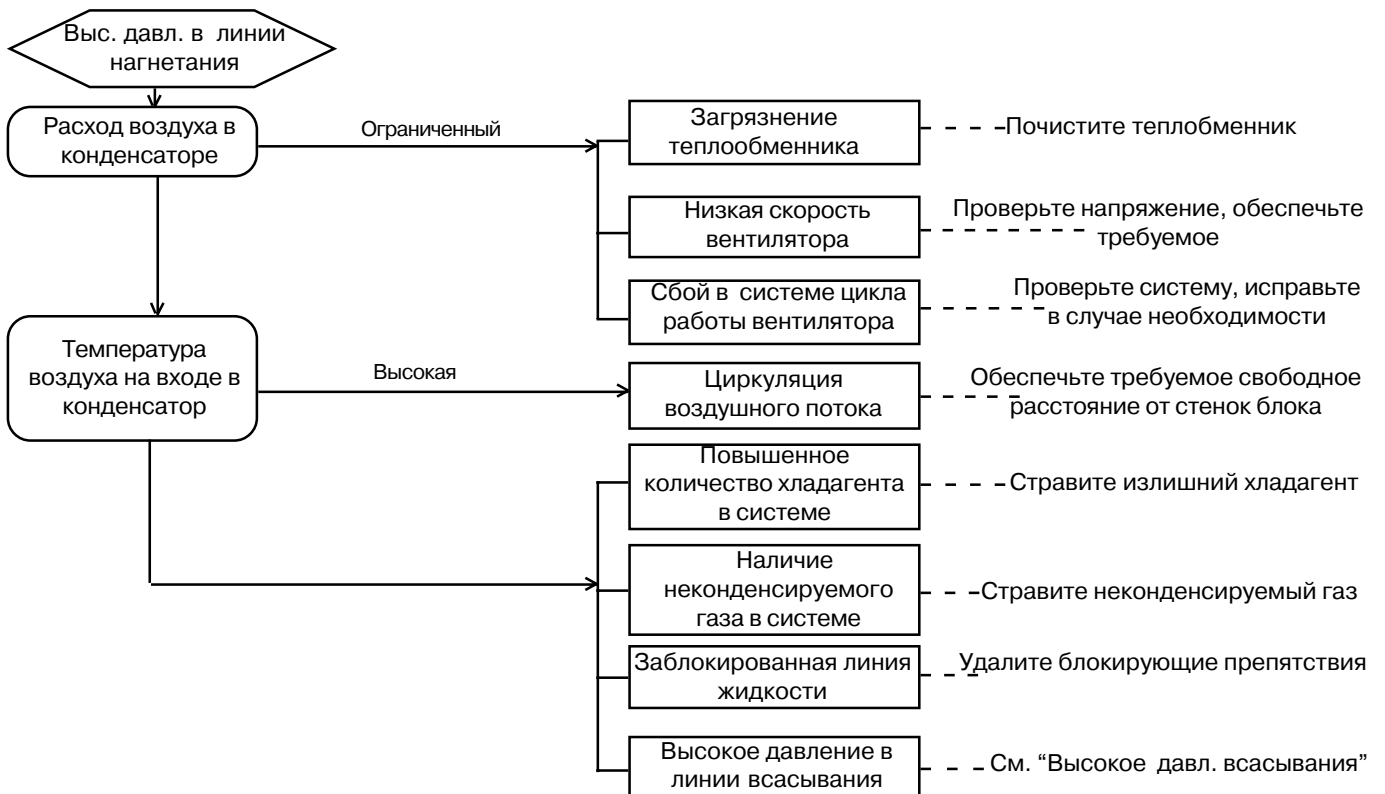 Выс. давл. в линии
нагнетания
Расход воздуха в
конденсаторе
Ограниченный
Загрязнение
теплообменника
Почистите теплобменник
Низкая скорость
вентилятора
Проверьте напряжение, обеспечьте
требуемое
Сбой в системе цикла
работы вентилятора
Проверьте систему, исправьте
в случае необходимости
Температура
воздуха на входе в
конденсатор
Высокая
Циркуляция
воздушного потока
Обеспечьте требуемое свободное
расстояние от стенок блока
Повышенное
количество хладагента
в системе
Стравите излишний хладагент
Наличие
неконденсируемого
газа в системе
Стравите неконденсируемый газ
Заблокированная линия
жидкости
Удалите блокирующие препятствия
Высокое давление в
линии всасывания
См. “Высокое давл. всасывания”